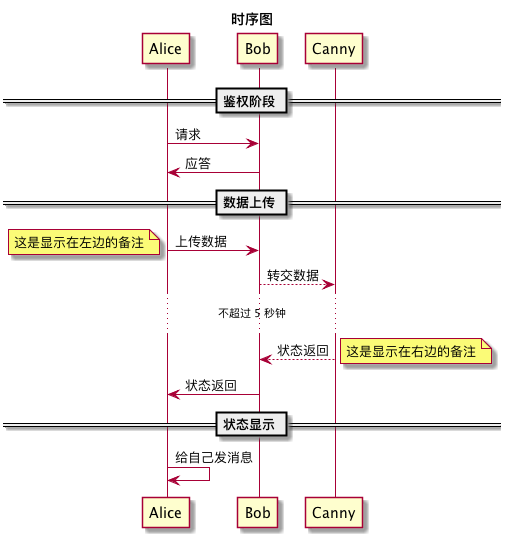 时序图
Alice Bob Canny
鉴权阶段
请求
应答
数据上传
这是显示在左边的备注 上传数据
转交数据
不超过 5 秒钟
状态返回 这是显示在右边的备注
状态返回
状态显示
给自己发消息
Alice Bob Canny